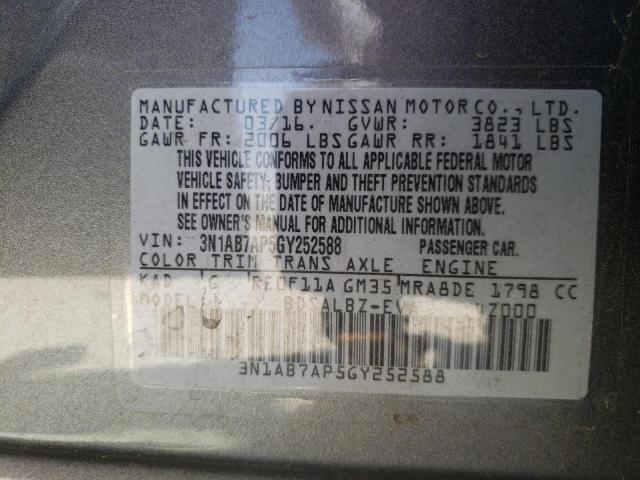 MANUFACTURED BY NISSAN MOTOR CO., LTD.
DATE: 03/16. GVWR: 3823 LBS
GAWR FR: 2006 LBS GAWR RR: 1841 LBS
THIS VEHICLE CONFORMS TO ALL APPLICABLE FEDERAL MOTOR
VEHICLE SAFETY, BUMPER AND THEFT PREVENTION STANDARDS
IN EFFECT ON THE DATE OF MANUFACTURE SHOWN ABOVE.
SEE OWNER'S MANUAL FOR ADDITIONAL INFORMATION.
VIN: 3N1AB7AP5GY252588 PASSENGER CAR.
COLOR TRIM TRANS AXLE ENGINE
KAD G RE0F11A GM35 MRA8DE 1798 CC
MODEL
3N1AB7AP5GY252588